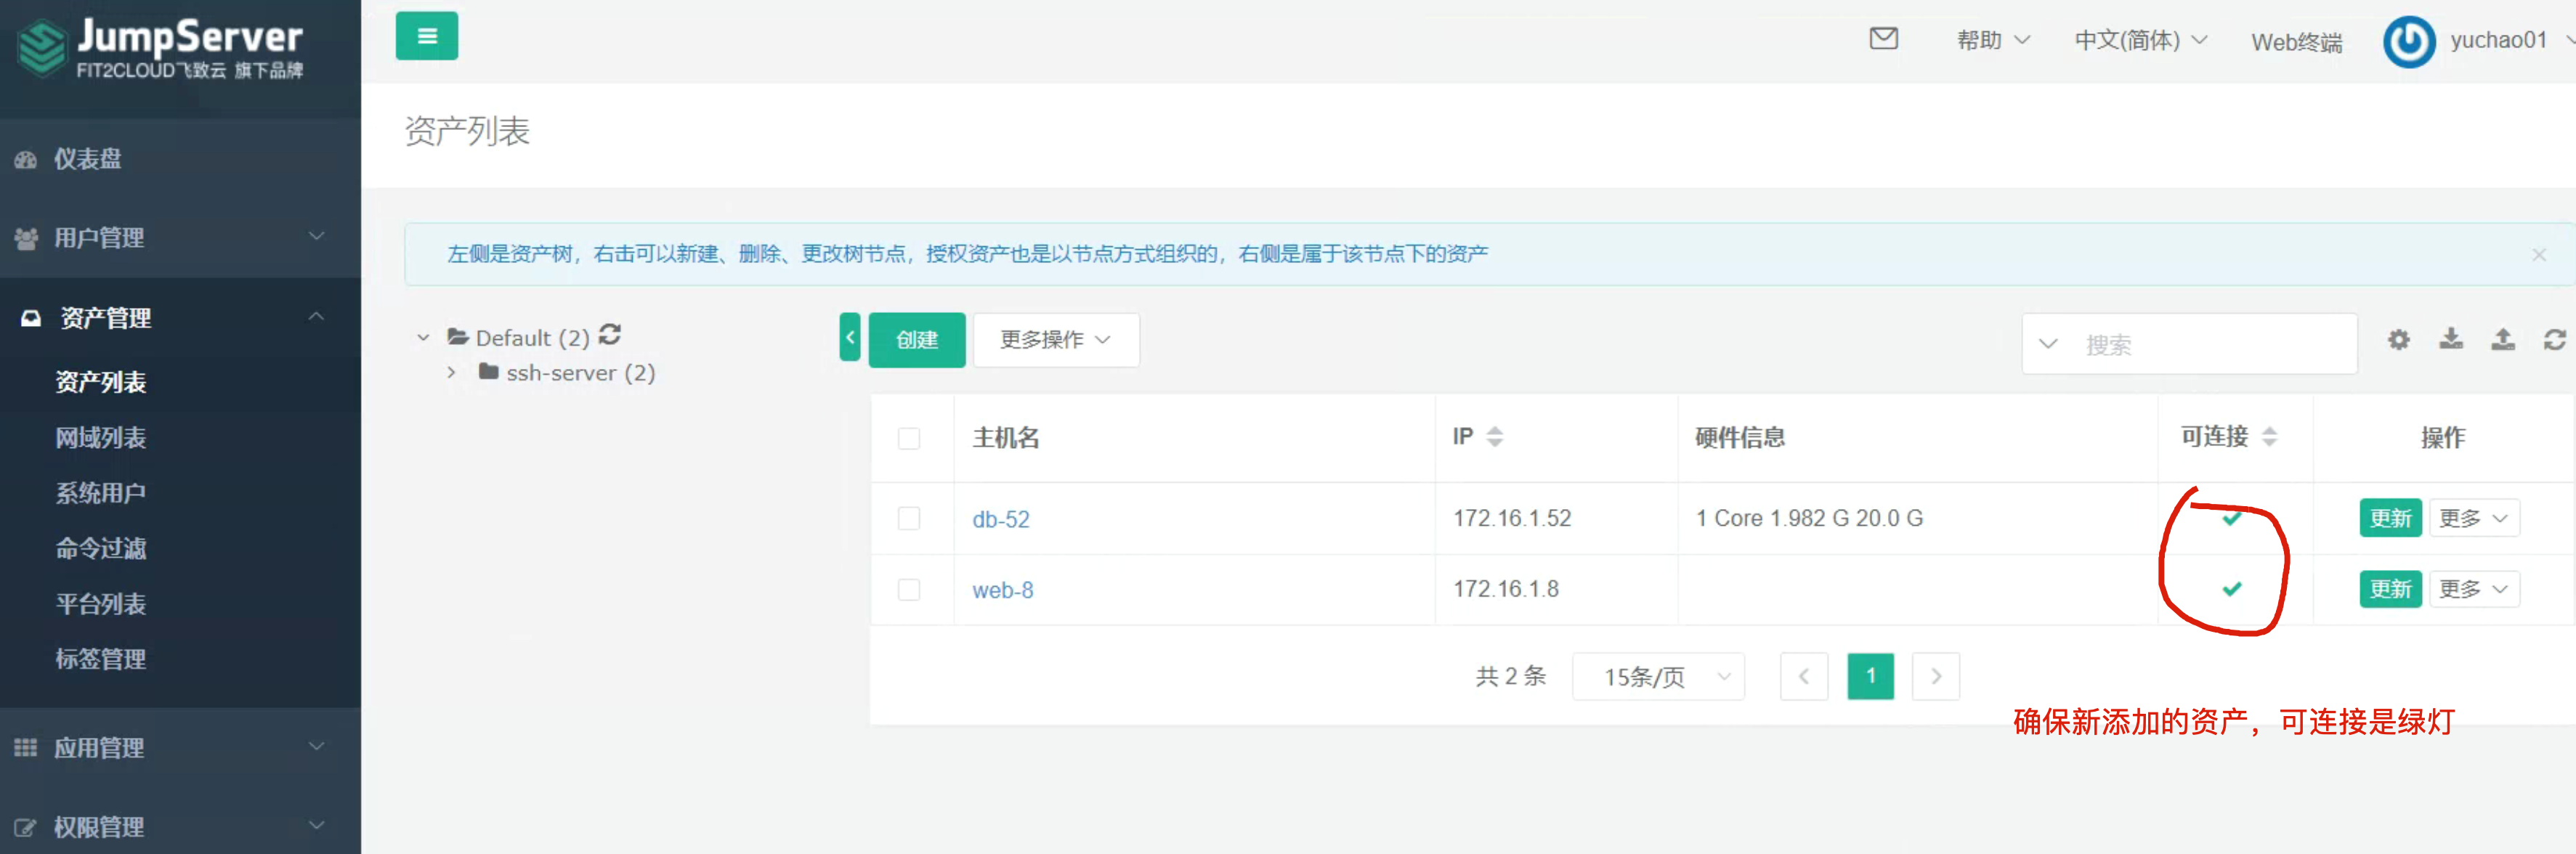 JumpServer
FIT2CLOUD飞致云 旗下品牌
帮助
中文(简体)
Web终端
yuchao01
资产列表
仪表盘
用户管理
资产管理
资产列表
网域列表
系统用户
命令过滤
平台列表
标签管理
应用管理
权限管理
左侧是资产树，右击可以新建、删除、更改树节点，授权资产也是以节点方式组织的，右侧是属于该节点下的资产
Default (2)
ssh-server (2)
创建
更多操作
搜索
主机名 IP 硬件信息 可连接 操作
db-52 172.16.1.52 1 Core 1.982 G 20.0 G 更新 更多
web-8 172.16.1.8 更新 更多
共 2 条 15条/页 1
确保新添加的资产，可连接是绿灯